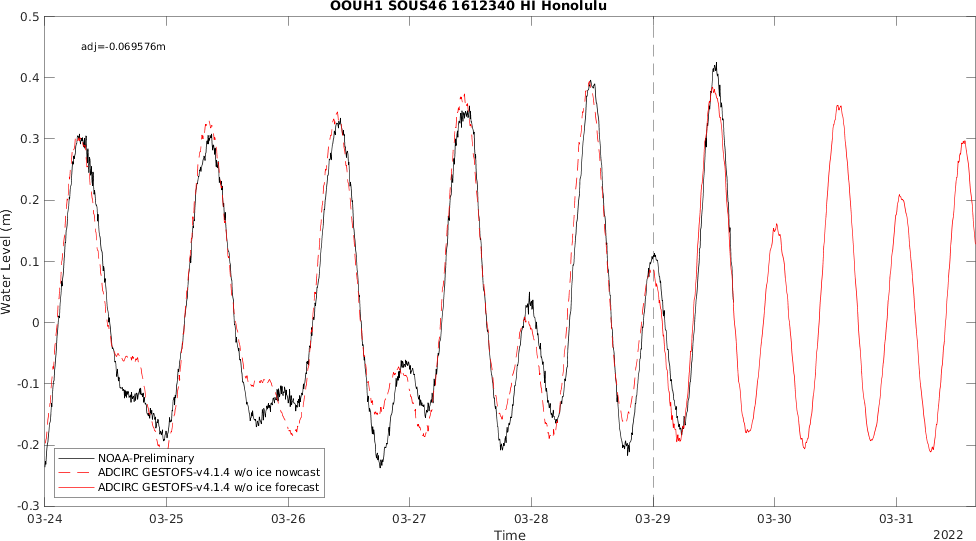 OOUH1 SOUS46 1612340 HI Honolulu
adj=-0.069576m
0.5
0.4
0.3
0.2
0.1
0
-0.1
-0.2
-0.3
Water Level (m)
NOAA-Preliminary
ADCIRC GESTOFS-v4.1.4 w/o ice nowcast
ADCIRC GESTOFS-v4.1.4 w/o ice forecast
03-24 03-25 03-26 03-27 03-28 03-29 03-30 03-31
Time
2022